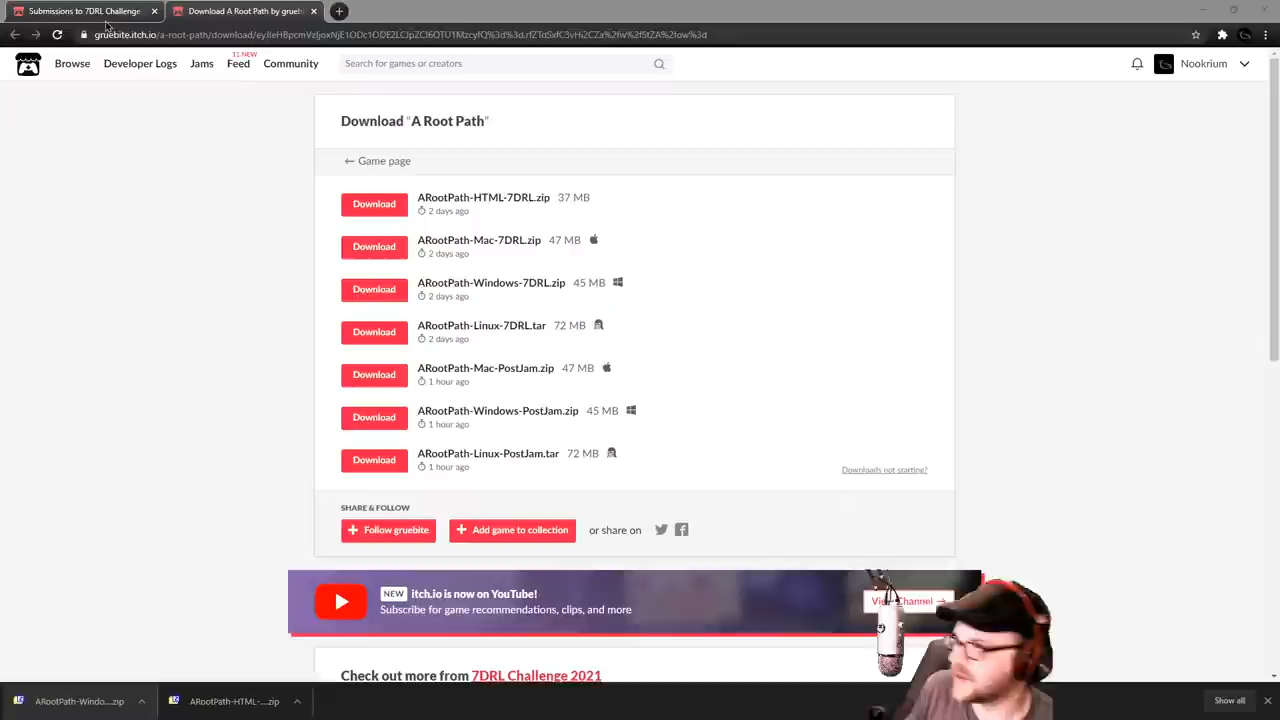 Submissions to 7DRL Challenge
Download A Root Path by grueb
Browse
Developer Logs
Jams
11 NEW
Feed
Community
Search for games or creators
Nookrium
Download "A Root Path"
← Game page
Download ARootPath-HTML-7DRL.zip 37 MB
2 days ago
Download ARootPath-Mac-7DRL.zip 47 MB
2 days ago
Download ARootPath-Windows-7DRL.zip 45 MB
2 days ago
Download ARootPath-Linux-7DRL.tar 72 MB
2 days ago
Download ARootPath-Mac-PostJam.zip 47 MB
1 hour ago
Download ARootPath-Windows-PostJam.zip 45 MB
1 hour ago
Download ARootPath-Linux-PostJam.tar 72 MB
1 hour ago
Downloads not starting?
SHARE & FOLLOW
+ Follow gruebite
+ Add game to collection
or share on
NEW itch.io is now on YouTube!
Subscribe for game recommendations, clips, and more
Channel →
Check out more from 7DRL Challenge 2021
ARootPath-Windo....zip
ARootPath-HTML-....zip
Show all